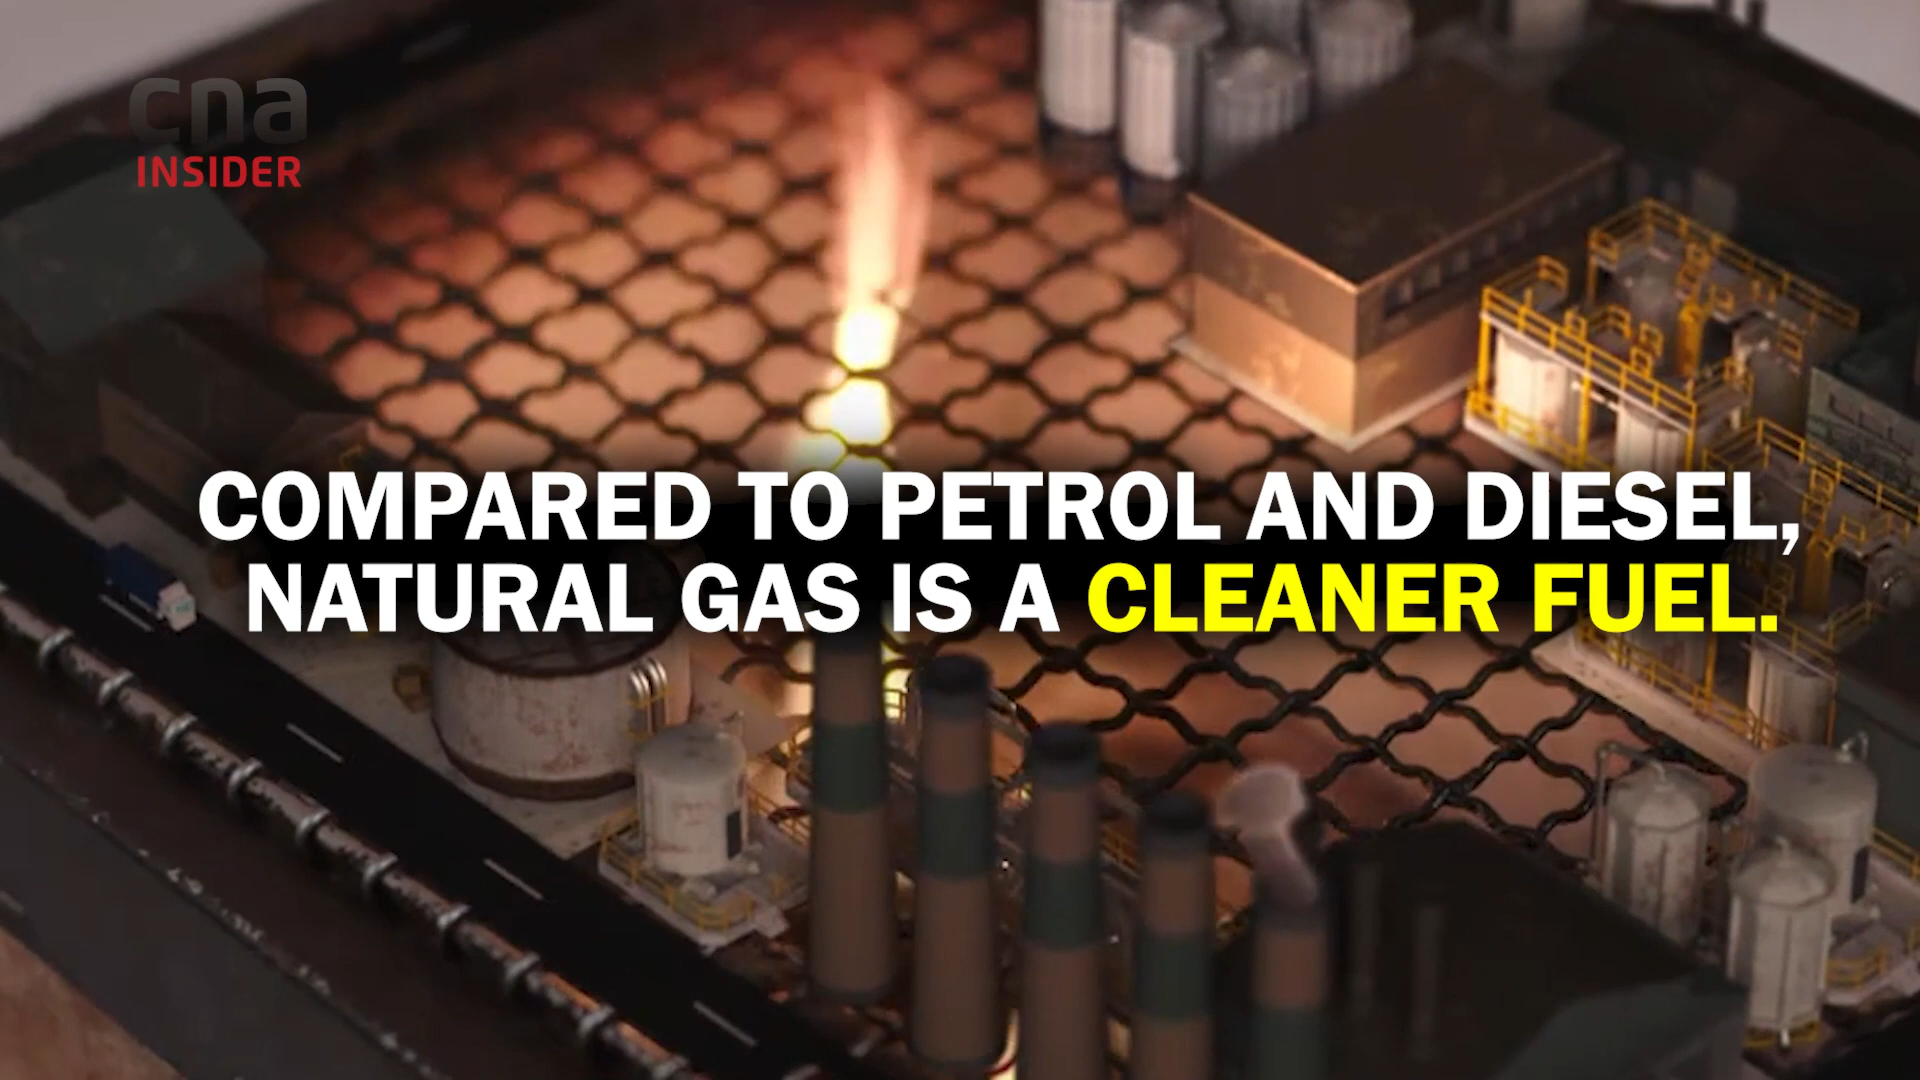 cna
INSIDER
COMPARED TO PETROL AND DIESEL,
NATURAL GAS IS A CLEANER FUEL.